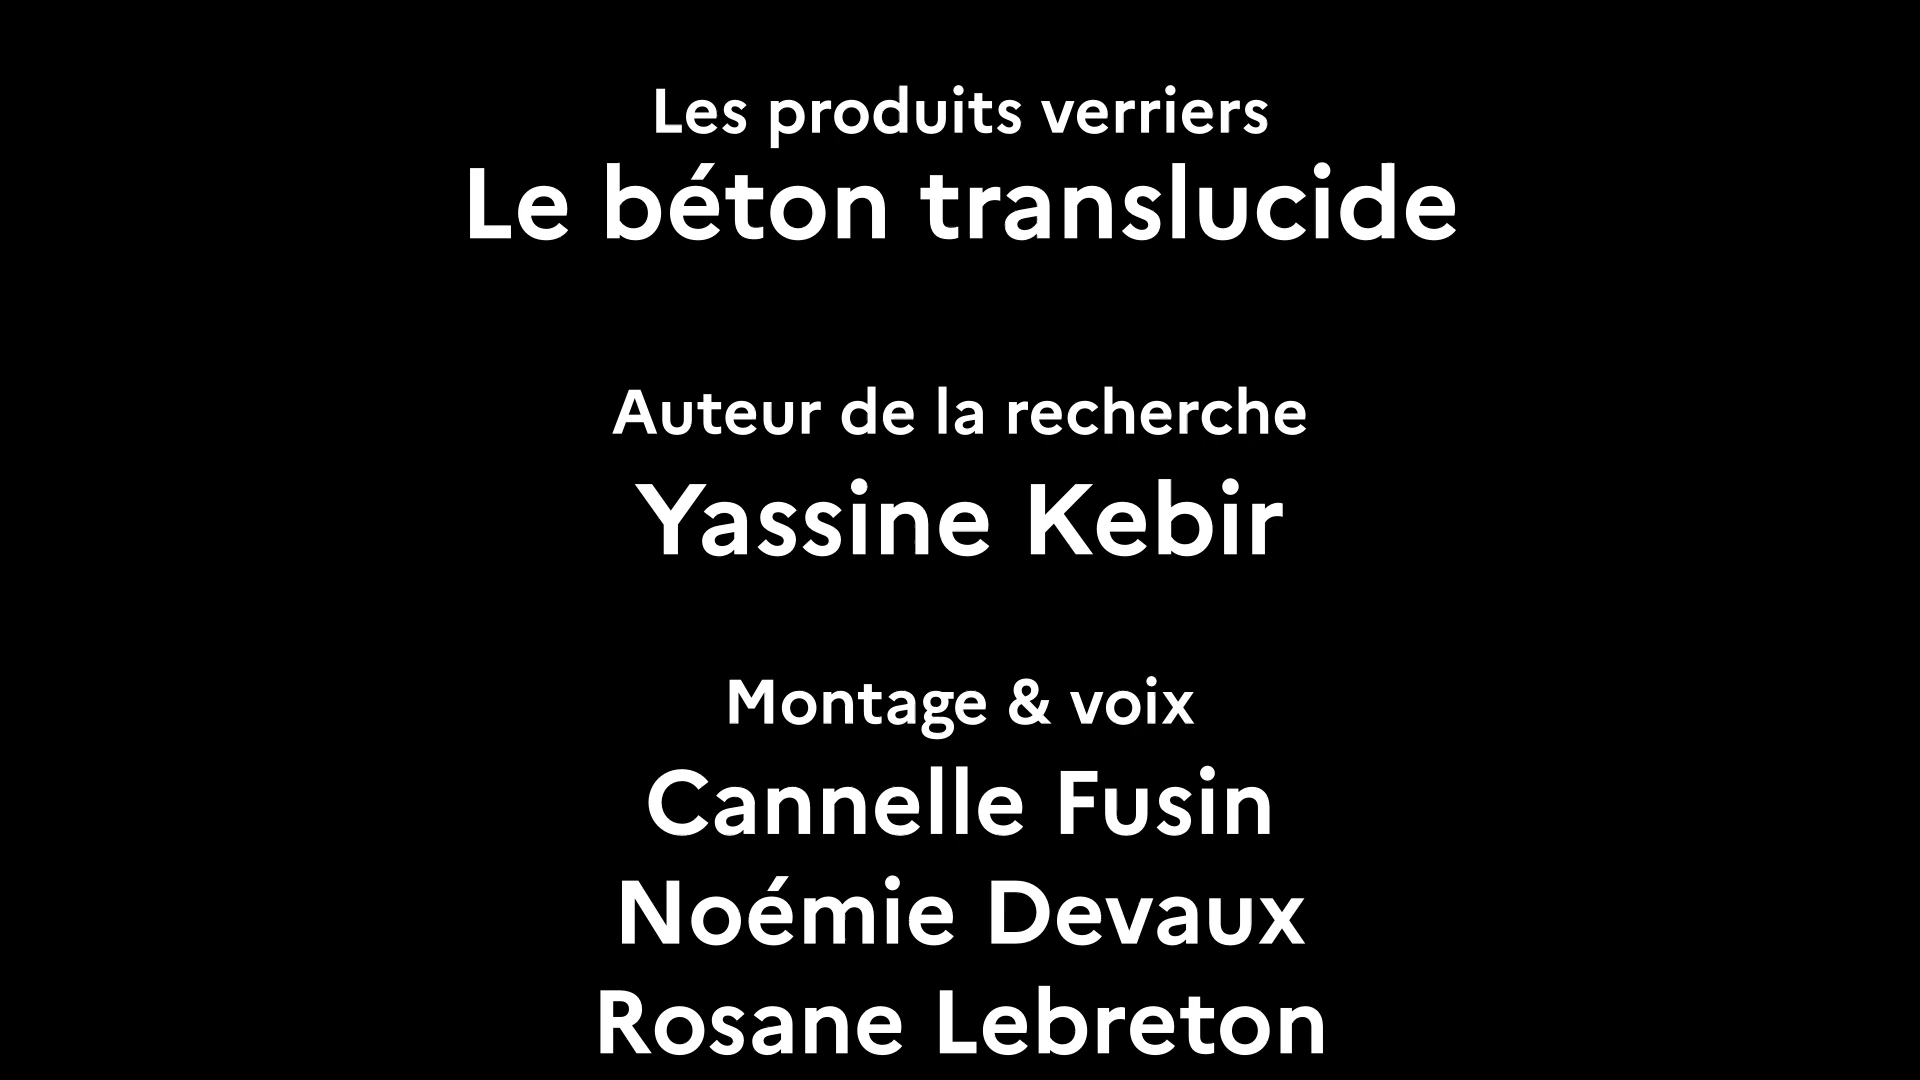 Les produits verriers
Le béton translucide
Auteur de la recherche
Yassine Kebir
Montage & voix
Cannelle Fusin
Noémie Devaux
Rosane Lebreton